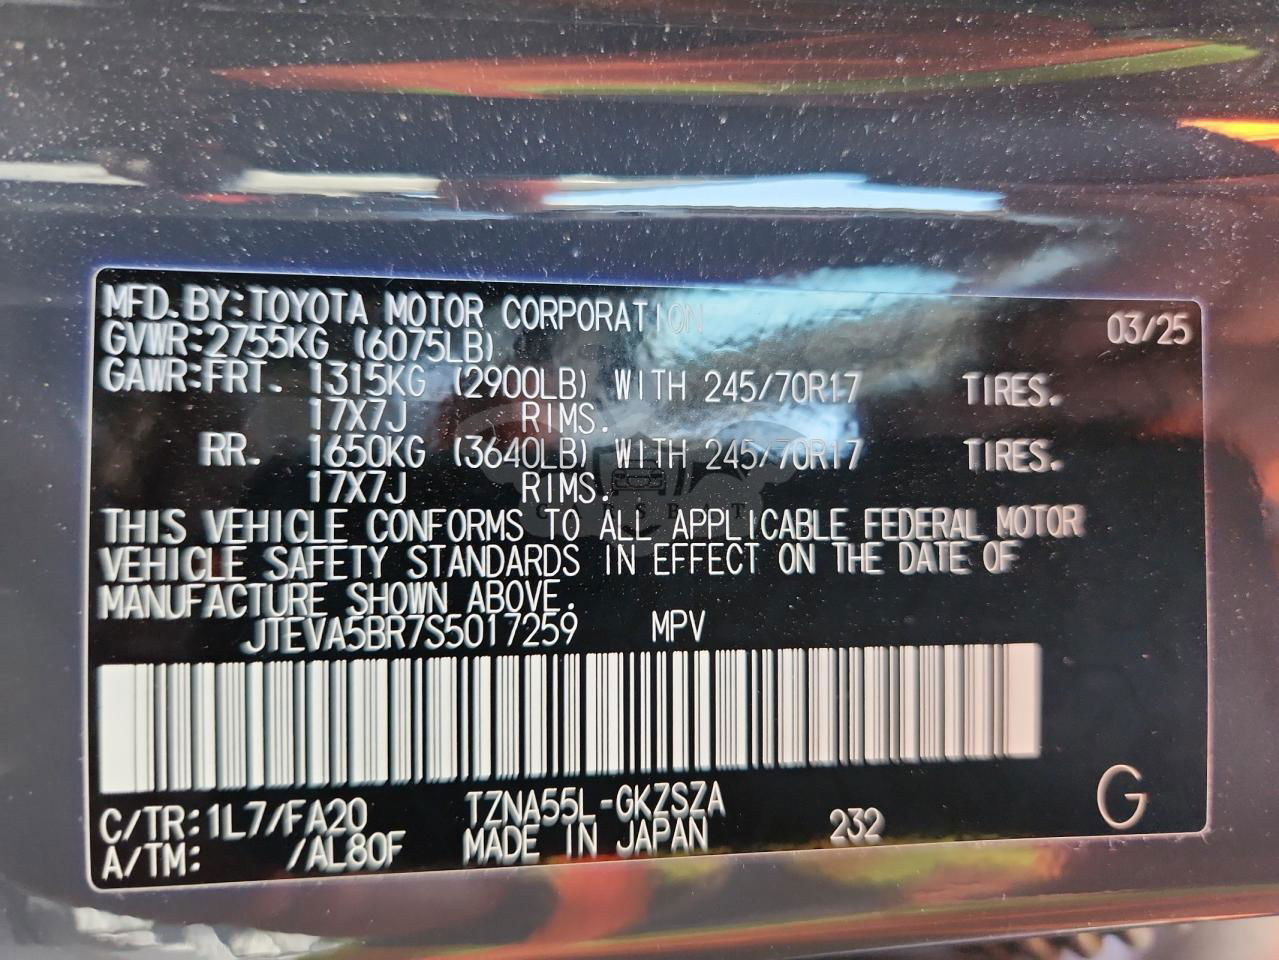 MFD. BY: TOYOTA MOTOR CORPORATION 03/25
GVWR: 2755KG (6075LB)
GAWR: FRT. 1315KG (2900LB) WITH 245/70R17 TIRES.
17X7J RIMS.
RR. 1650KG (3640LB) WITH 245/70R17 TIRES.
17X7J RIMS.
THIS VEHICLE CONFORMS TO ALL APPLICABLE FEDERAL MOTOR
VEHICLE SAFETY STANDARDS IN EFFECT ON THE DATE OF
MANUFACTURE SHOWN ABOVE.
JTEVA5BR7S5017259 MPV
C/TR: 1L7/FA20 TZNA55L-GKZSZA
A/TM: /AL80F MADE IN JAPAN 232 G
CARSBAT